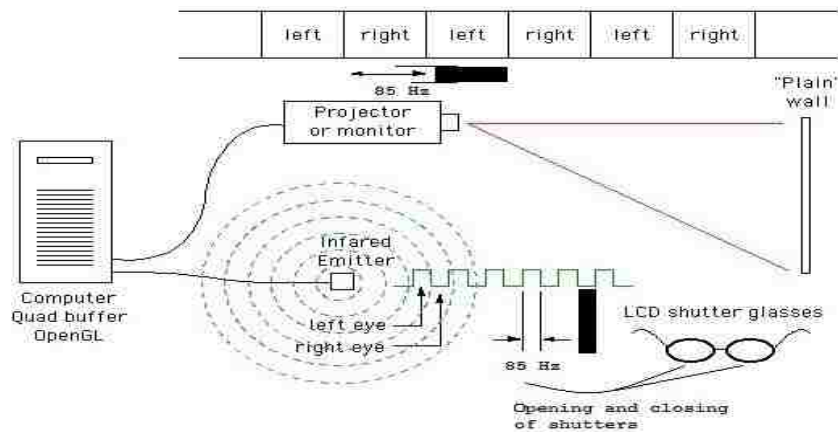 left right left right left right
85 Hz
"Plain"
wall
Projector
or monitor
Infared
Emitter
Computer
Quad buffer
OpenGL
left eye
right eye
85 Hz
LCD shutter glasses
Opening and closing
of shutters